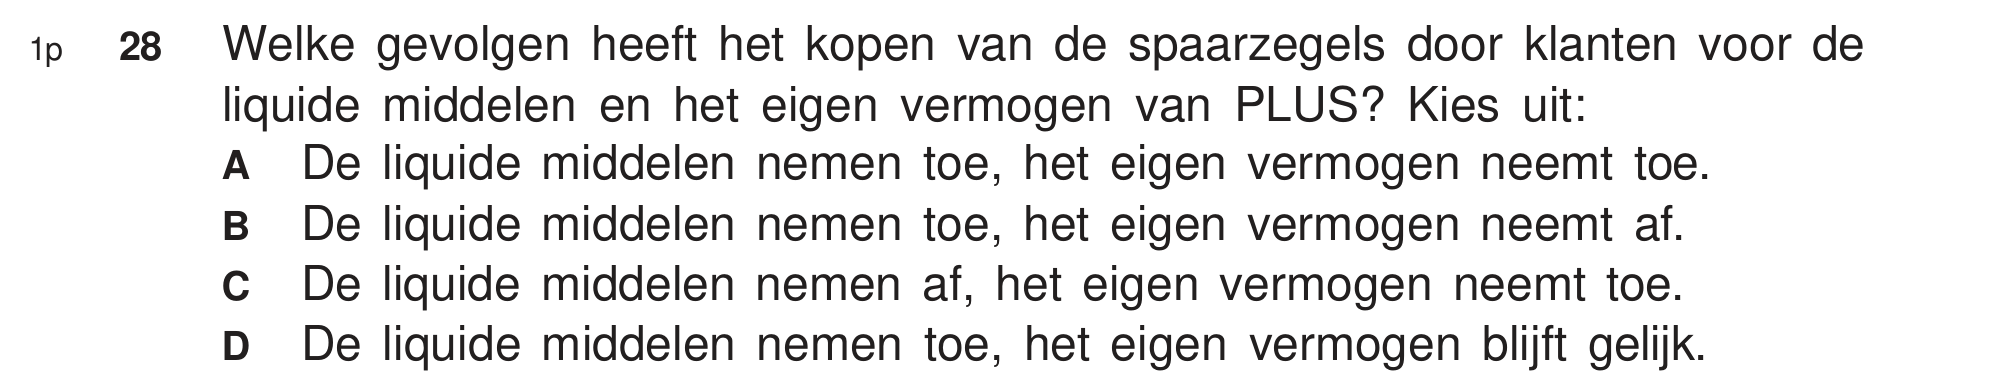 1p 28 Welke gevolgen heeft het kopen van de spaarzegels door klanten voor de
liquide middelen en het eigen vermogen van PLUS? Kies uit:
A De liquide middelen nemen toe, het eigen vermogen neemt toe.
B De liquide middelen nemen toe, het eigen vermogen neemt af.
C De liquide middelen nemen af, het eigen vermogen neemt toe.
D De liquide middelen nemen toe, het eigen vermogen blijft gelijk.